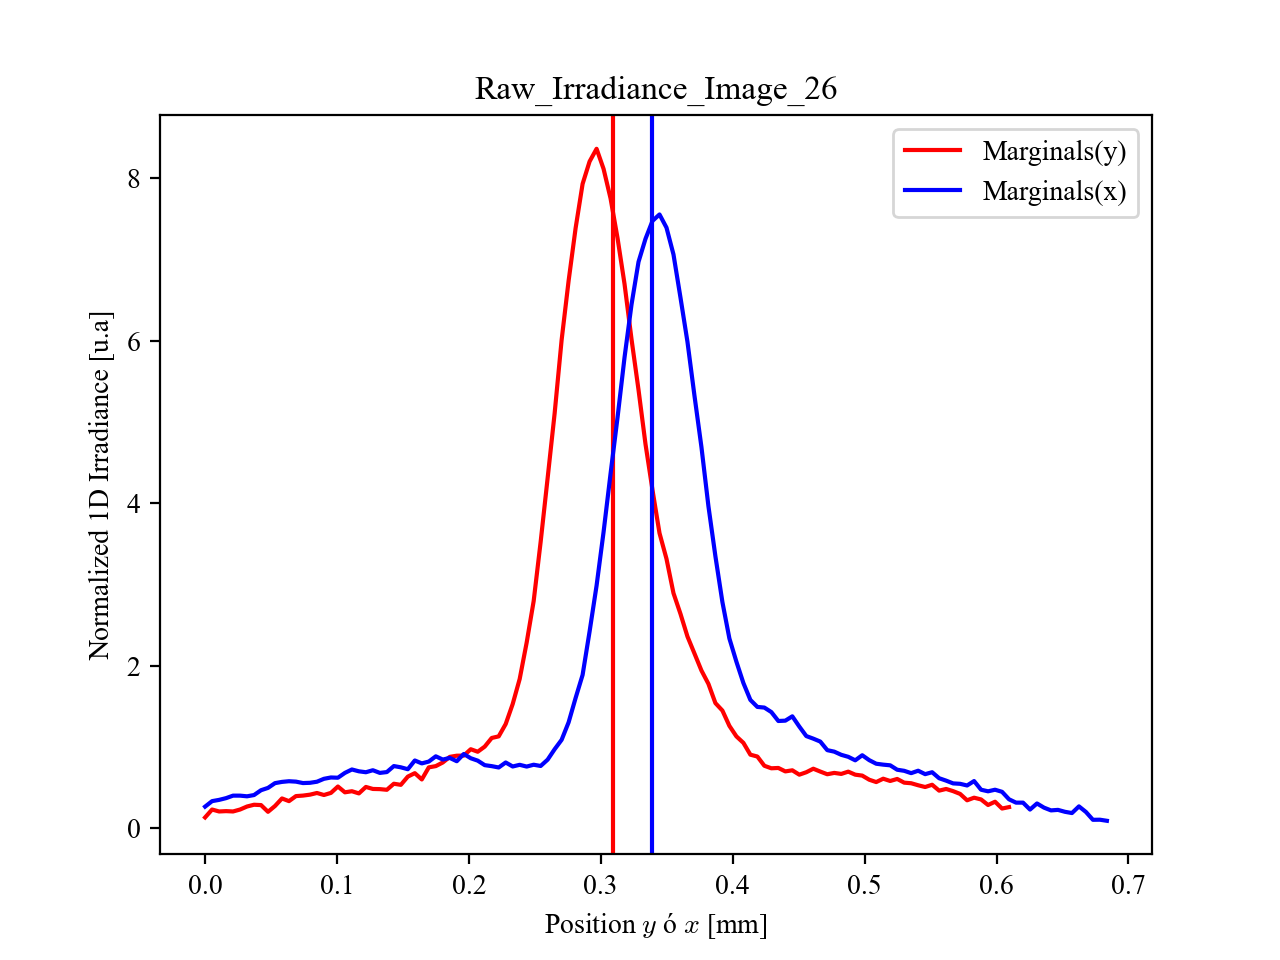 Raw_Irradiance_Image_26
Marginals(y)
Marginals(x)
Normalized 1D Irradiance [u.a]
8
6
4
2
0
0.0 0.1 0.2 0.3 0.4 0.5 0.6 0.7
Position y ó x [mm]